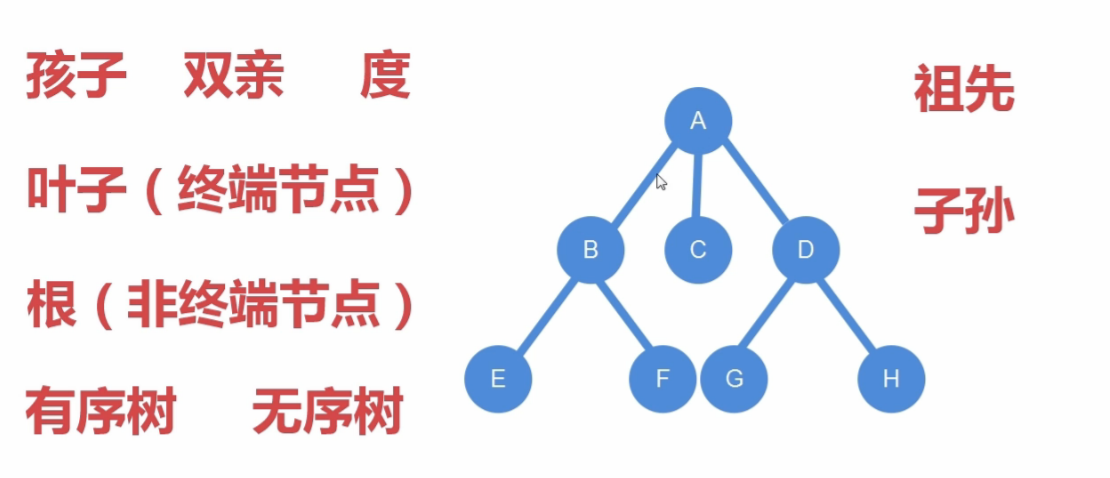 孩子 双亲 度
叶子（终端节点）
根（非终端节点）
有序树 无序树
A
B C D
E F G H
祖先
子孙